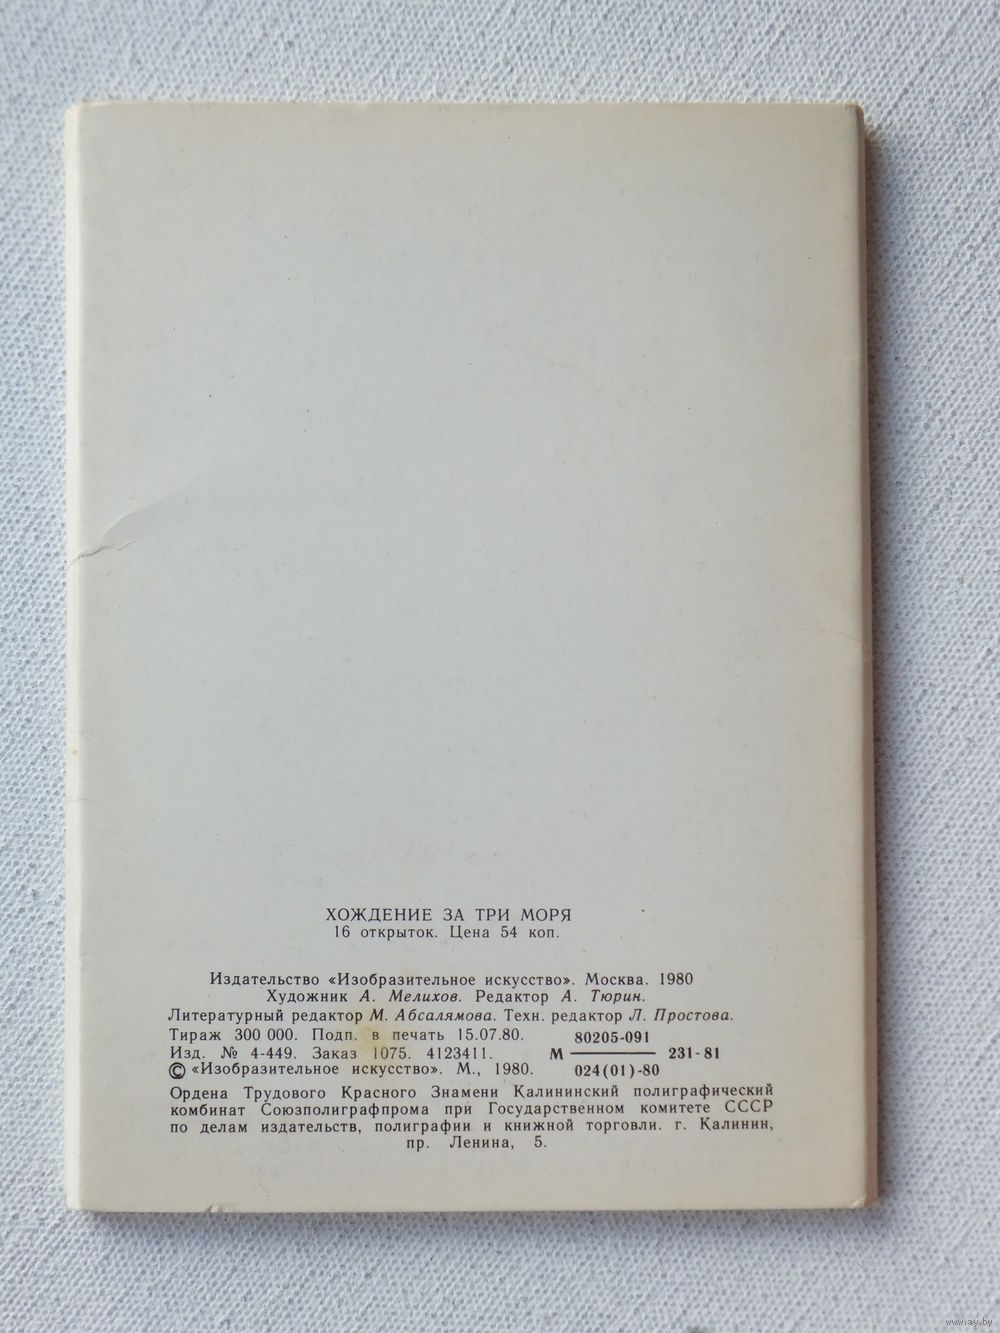 ХОЖДЕНИЕ ЗА ТРИ МОРЯ
16 открыток. Цена 54 коп.
Издательство «Изобразительное искусство». Москва. 1980
Художник А. Мелихов. Редактор А. Тюрин.
Литературный редактор М. Абсалямова. Техн. редактор Л. Простова.
Тираж 300 000. Подп. в печать 15.07.80.
Изд. № 4-449. Заказ 1075. 4123411.
© «Изобразительное искусство». М., 1980.
80205-091
М ——— 231-81
024(01)-80
Ордена Трудового Красного Знамени Калининский полиграфический
комбинат Союзполиграфпрома при Государственном комитете СССР
по делам издательств, полиграфии и книжной торговли. г. Калинин,
пр. Ленина, 5.
www.ay.by